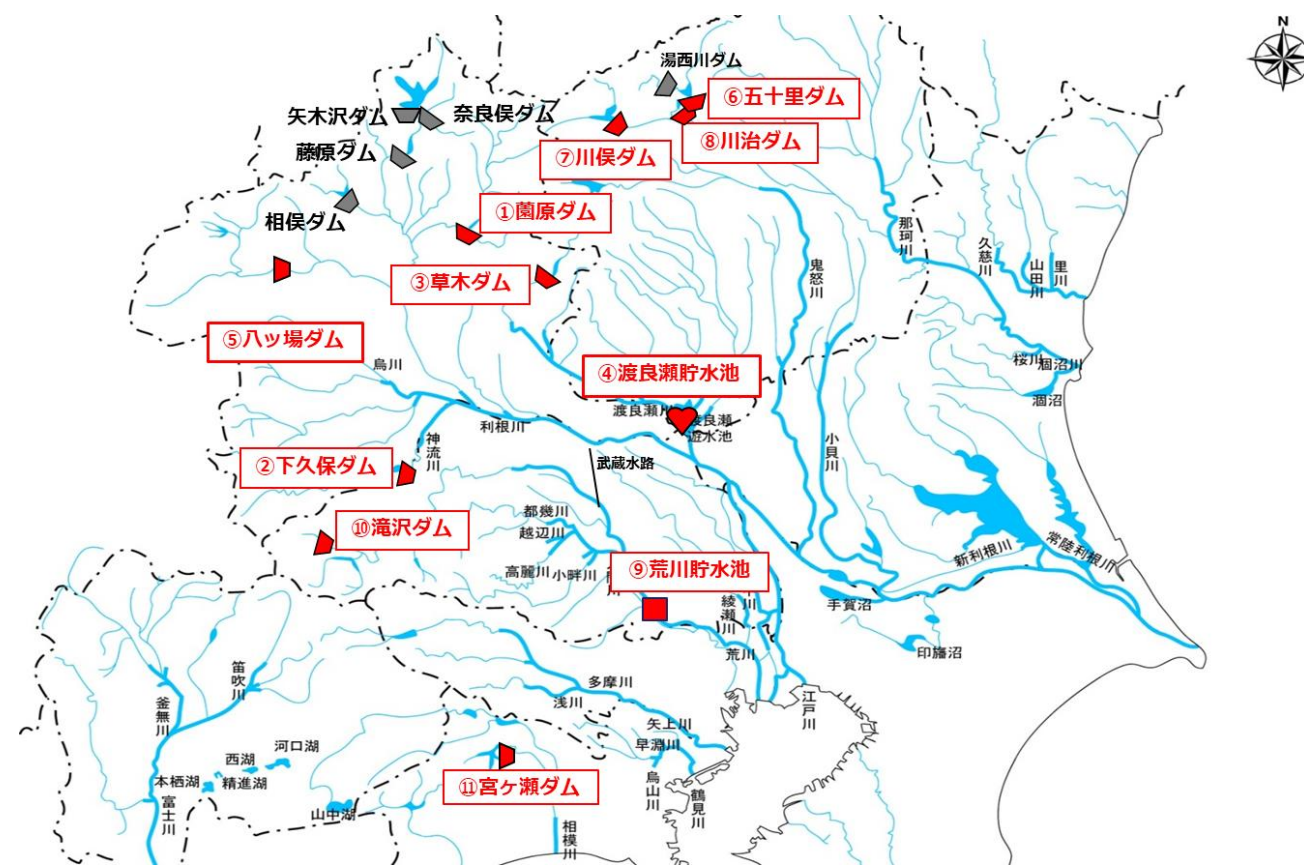 N
湯西川ダム
⑥五十里ダム
矢木沢ダム
奈良俣ダム
⑧川治ダム
藤原ダム
⑦川俣ダム
①薗原ダム
相俣ダム
那珂川
久慈川
山田川
里川
鬼怒川
③草木ダム
⑤八ッ場ダム
烏川
④渡良瀬貯水池
桜川
涸沼川
涸沼
渡良瀬川
渡良瀬
遊水池
利根川
小貝川
神流川
②下久保ダム
武蔵水路
⑩滝沢ダム
都幾川
越辺川
高麗川
小畔川
新利根川
常陸利根川
⑨荒川貯水池
綾瀬川
川
手賀沼
印旛沼
荒川
笛吹川
釜無川
多摩川
浅川
江戸川
矢上川
早淵川
河口湖
西湖
本栖湖
精進湖
⑪宮ヶ瀬ダム
鳥山川
鶴見川
富士川
山中湖
相模川